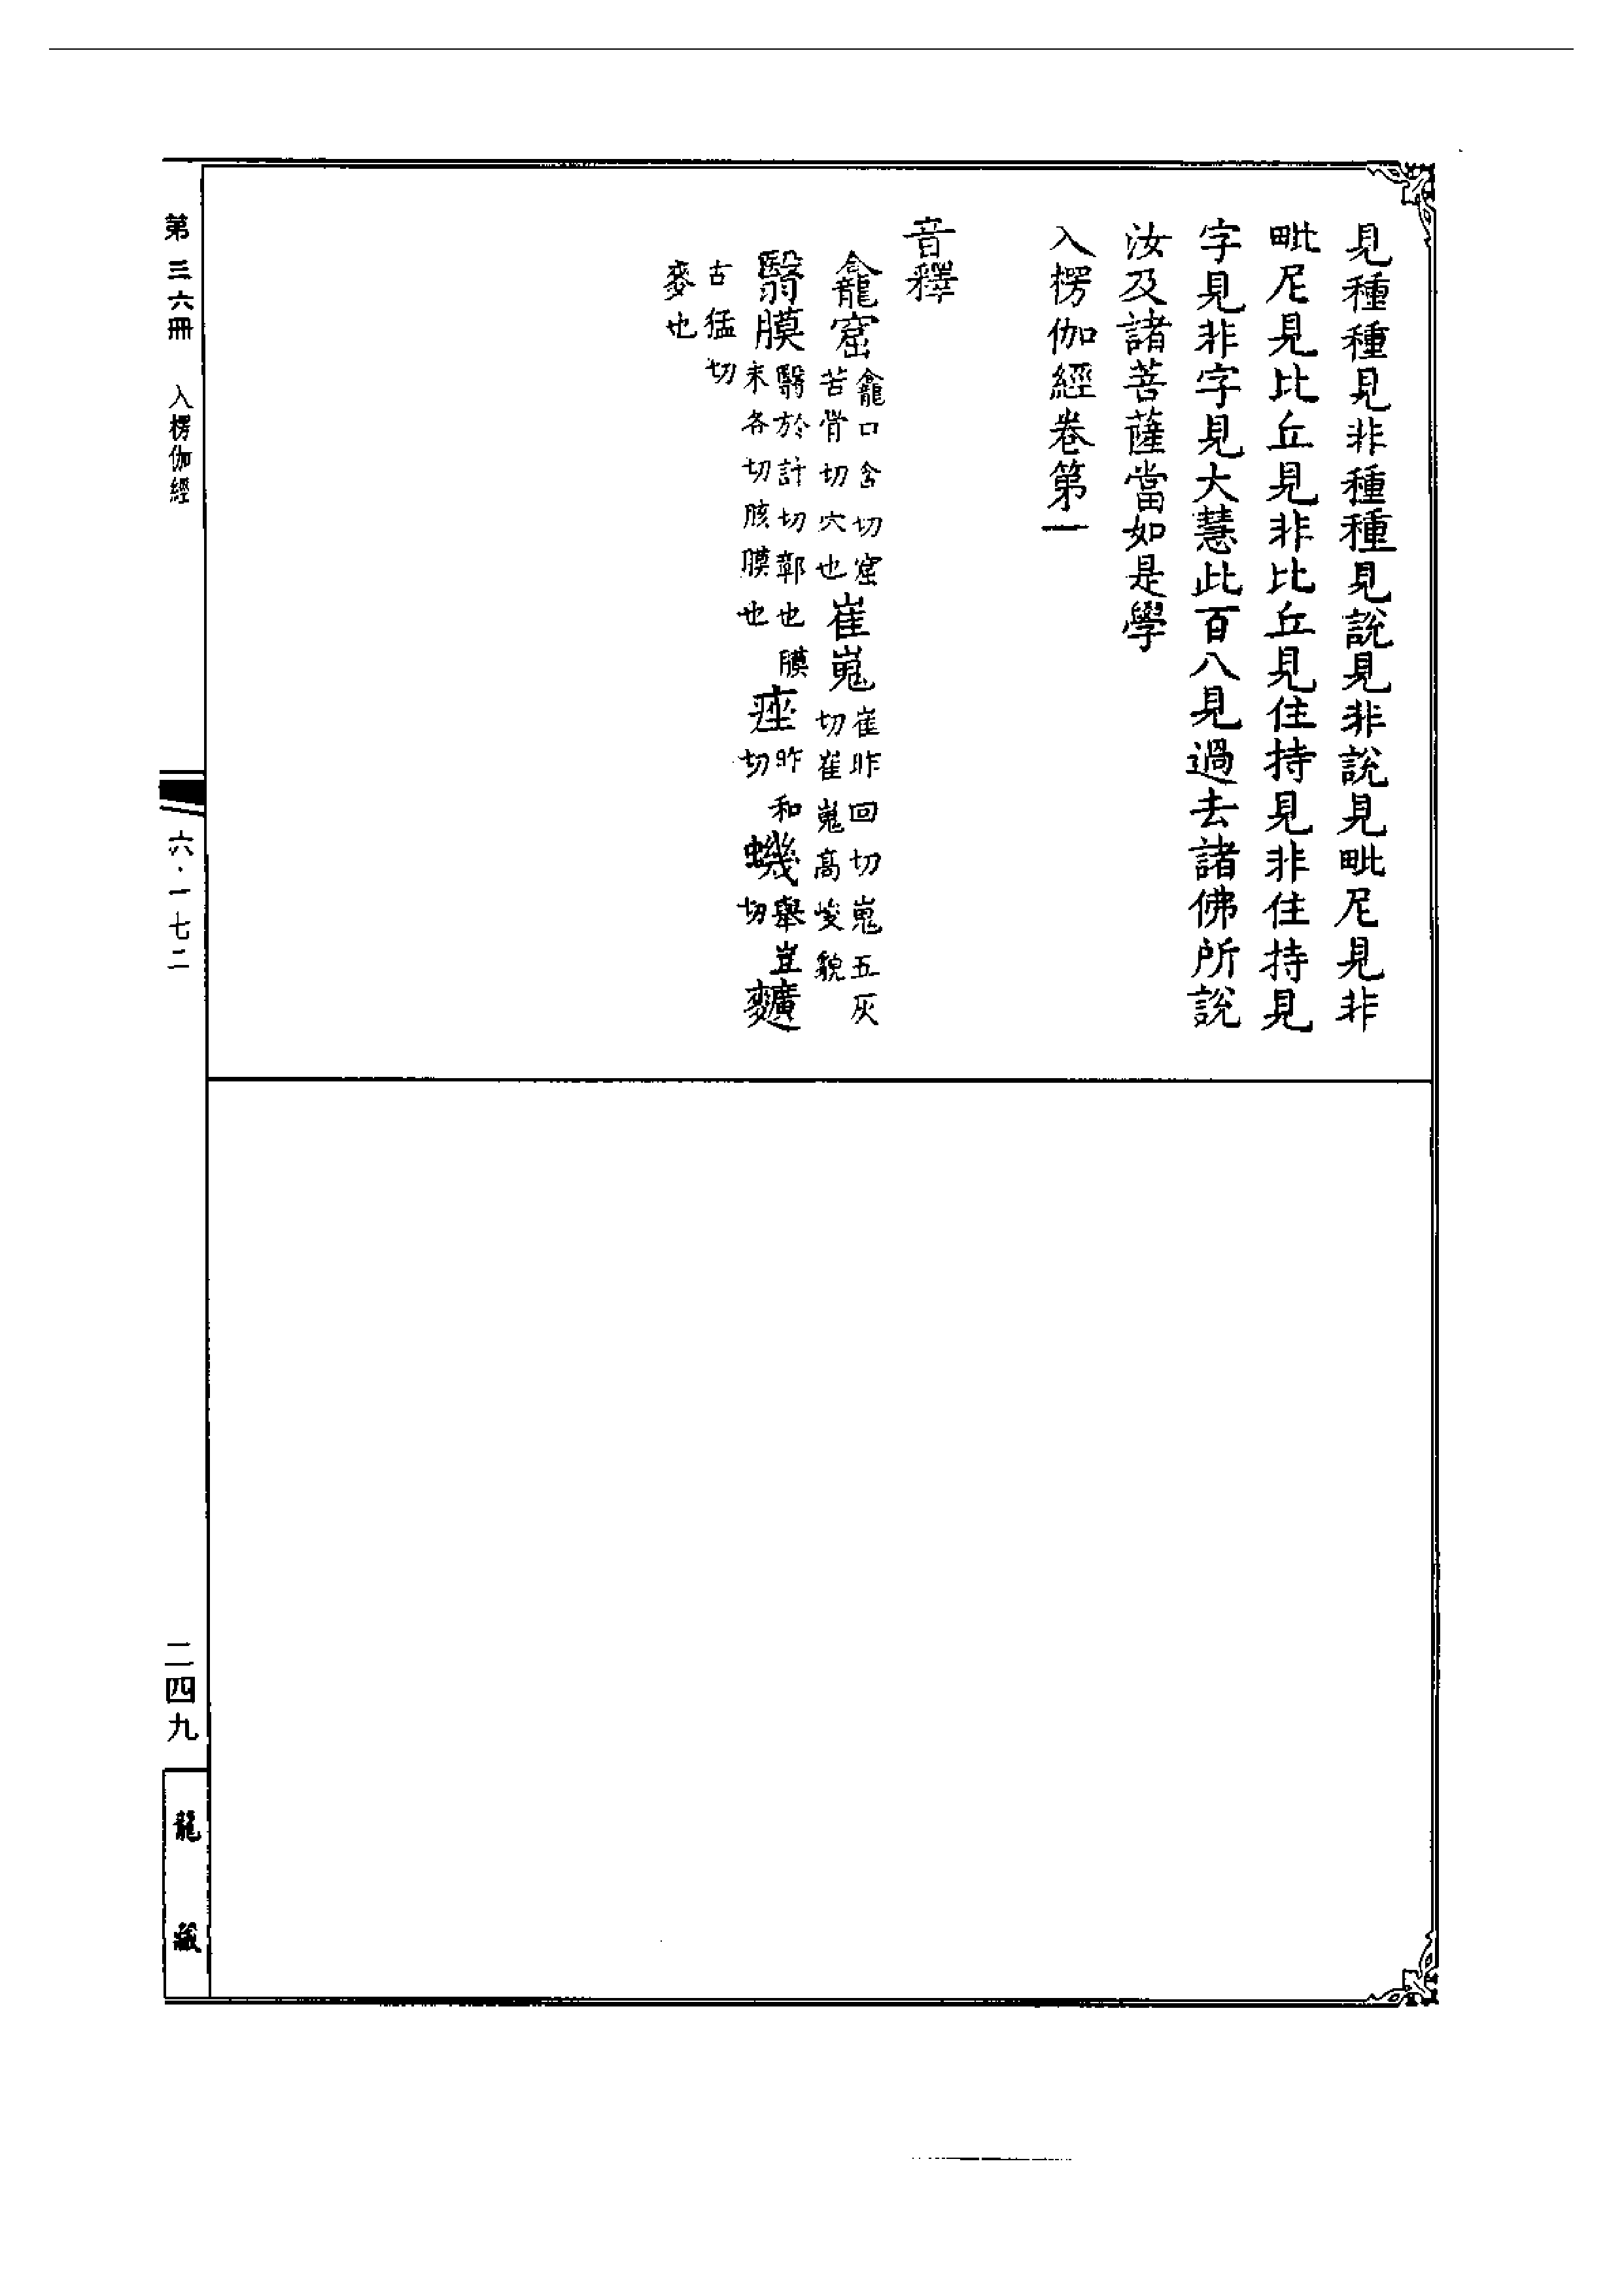 見種種見非種種見說見非說見毗尼見非
毗尼見比丘見非比丘見住持見非住持見
字見非字見大慧此百八見過去諸佛所說
汝及諸菩薩當如是學
入楞伽經卷第一
音釋
龕窟龕口含切窟苦骨切穴也崔嵬崔昨回切嵬五灰切崔嵬高峻貌
翳膜翳於計切鄣也膜末各切胲膜也痤昨和切蟣舉豈切䵃
古猛切麥也
第三六冊 入楞伽經 六·一七二 二四九 龍藏